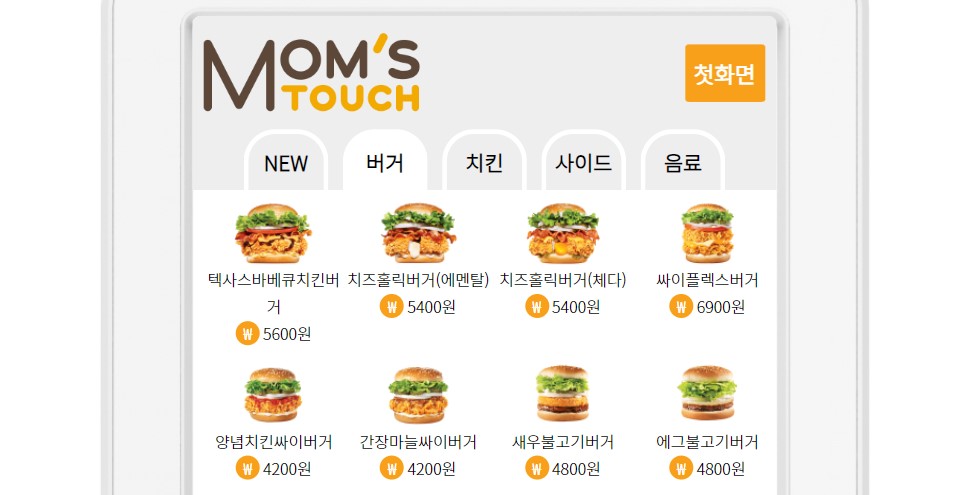 MOM'S
TOUCH
첫화면
NEW
버거
치킨
사이드
음료
텍사스바베큐치킨버
거
₩ 5600원
치즈홀릭버거(에멘탈)
₩ 5400원
치즈홀릭버거(체다)
₩ 5400원
싸이플렉스버거
₩ 6900원
양념치킨싸이버거
₩ 4200원
간장마늘싸이버거
₩ 4200원
새우불고기버거
₩ 4800원
에그불고기버거
₩ 4800원